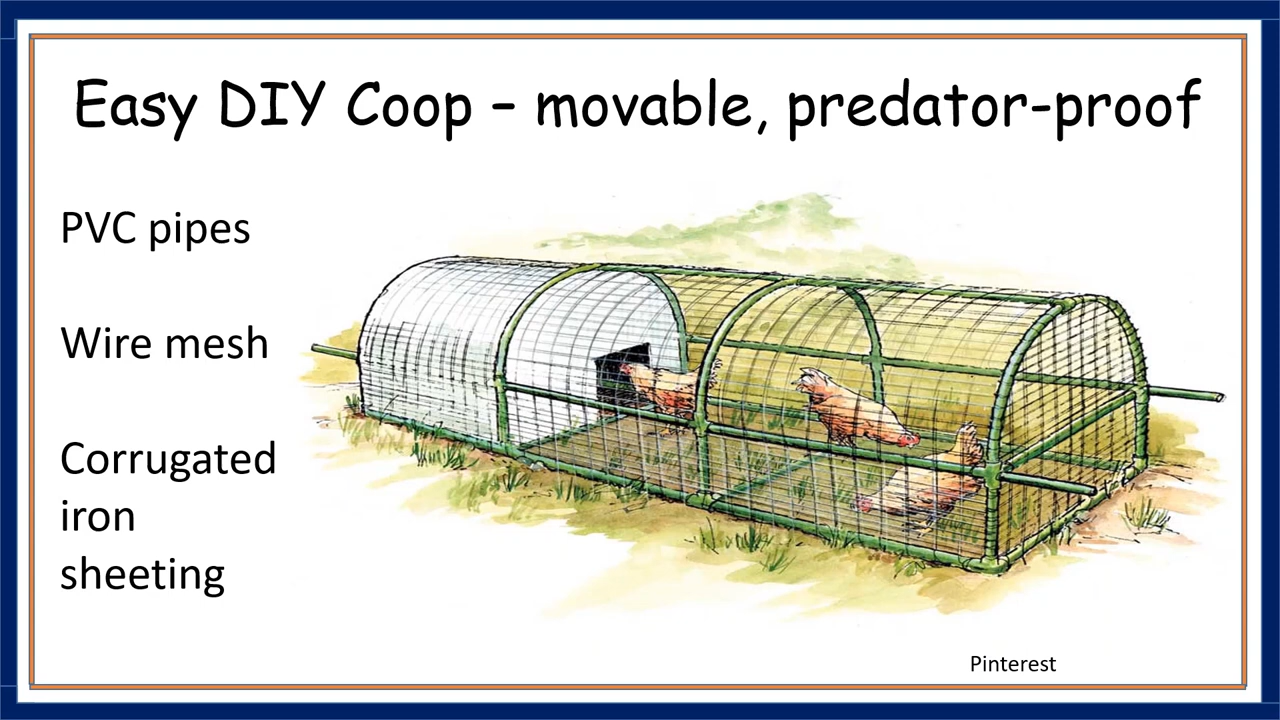 Easy DIY Coop – movable, predator-proof
PVC pipes
Wire mesh
Corrugated
iron
sheeting
Pinterest